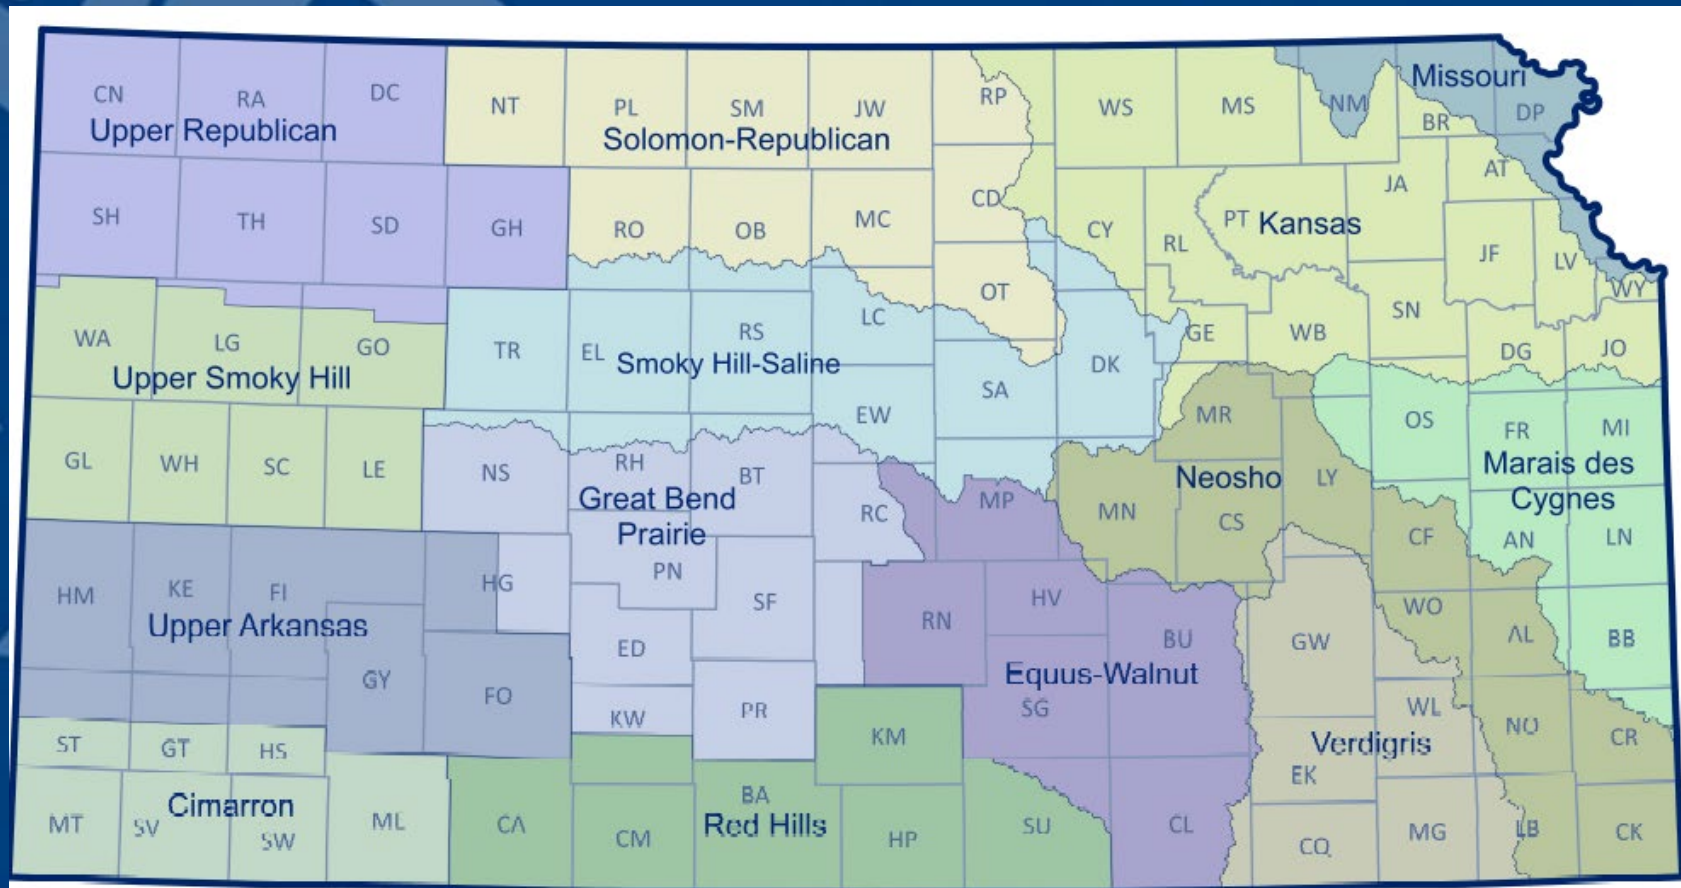 CN
RA
DC
NT
PL
SM
JW
RP
WS
MS
NM
BR
Missouri
DP
Upper Republican
Solomon-Republican
SH
TH
SD
GH
RO
OB
MC
CD
CY
RL
PT
Kansas
JA
AT
JF
LV
WY
WA
LG
GO
TR
EL
RS
LC
OT
GE
WB
SN
DG
JO
Upper Smoky Hill
Smoky Hill-Saline
SA
DK
EW
MR
OS
FR
MI
GL
WH
SC
LE
NS
RH
BT
Great Bend
Prairie
RC
MP
Neosho
LY
Marais des
Cygnes
MN
CS
CF
AN
LN
HM
KE
FI
HG
PN
SF
RN
HV
BU
GW
WO
AL
BB
Upper Arkansas
ED
GY
FO
Equus-Walnut
SG
KW
PR
KM
WL
NO
CR
Verdigris
ST
GT
HS
EK
MT
SV
Cimarron
SW
ML
CA
CM
BA
Red Hills
HP
SU
CL
CQ
MG
LB
CK